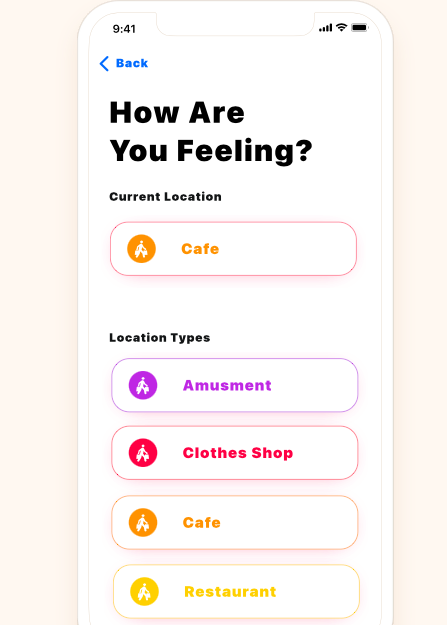 9:41
Back
How Are
You Feeling?
Current Location
Cafe
Location Types
Amusment
Clothes Shop
Cafe
Restaurant